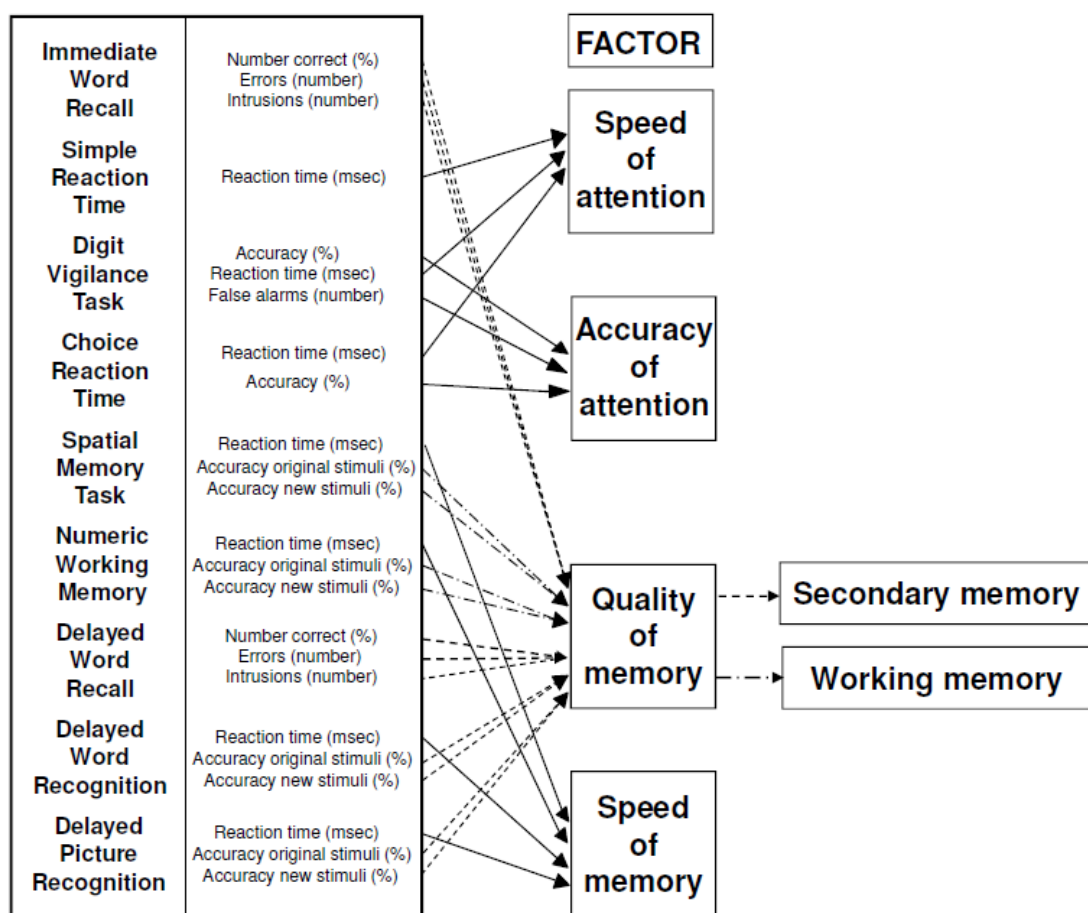 Immediate
Word
Recall
Number correct (%)
Errors (number)
Intrusions (number)
Simple
Reaction
Time
Reaction time (msec)
Digit
Vigilance
Task
Accuracy (%)
Reaction time (msec)
False alarms (number)
Choice
Reaction
Time
Reaction time (msec)
Accuracy (%)
Spatial
Memory
Task
Reaction time (msec)
Accuracy original stimuli (%)
Accuracy new stimuli (%)
Numeric
Working
Memory
Reaction time (msec)
Accuracy original stimuli (%)
Accuracy new stimuli (%)
Delayed
Word
Recall
Number correct (%)
Errors (number)
Intrusions (number)
Delayed
Word
Recognition
Reaction time (msec)
Accuracy original stimuli (%)
Accuracy new stimuli (%)
Delayed
Picture
Recognition
Reaction time (msec)
Accuracy original stimuli (%)
Accuracy new stimuli (%)
FACTOR
Speed
of
attention
Accuracy
of
attention
Quality
of
memory
Speed
of
memory
Secondary memory
Working memory